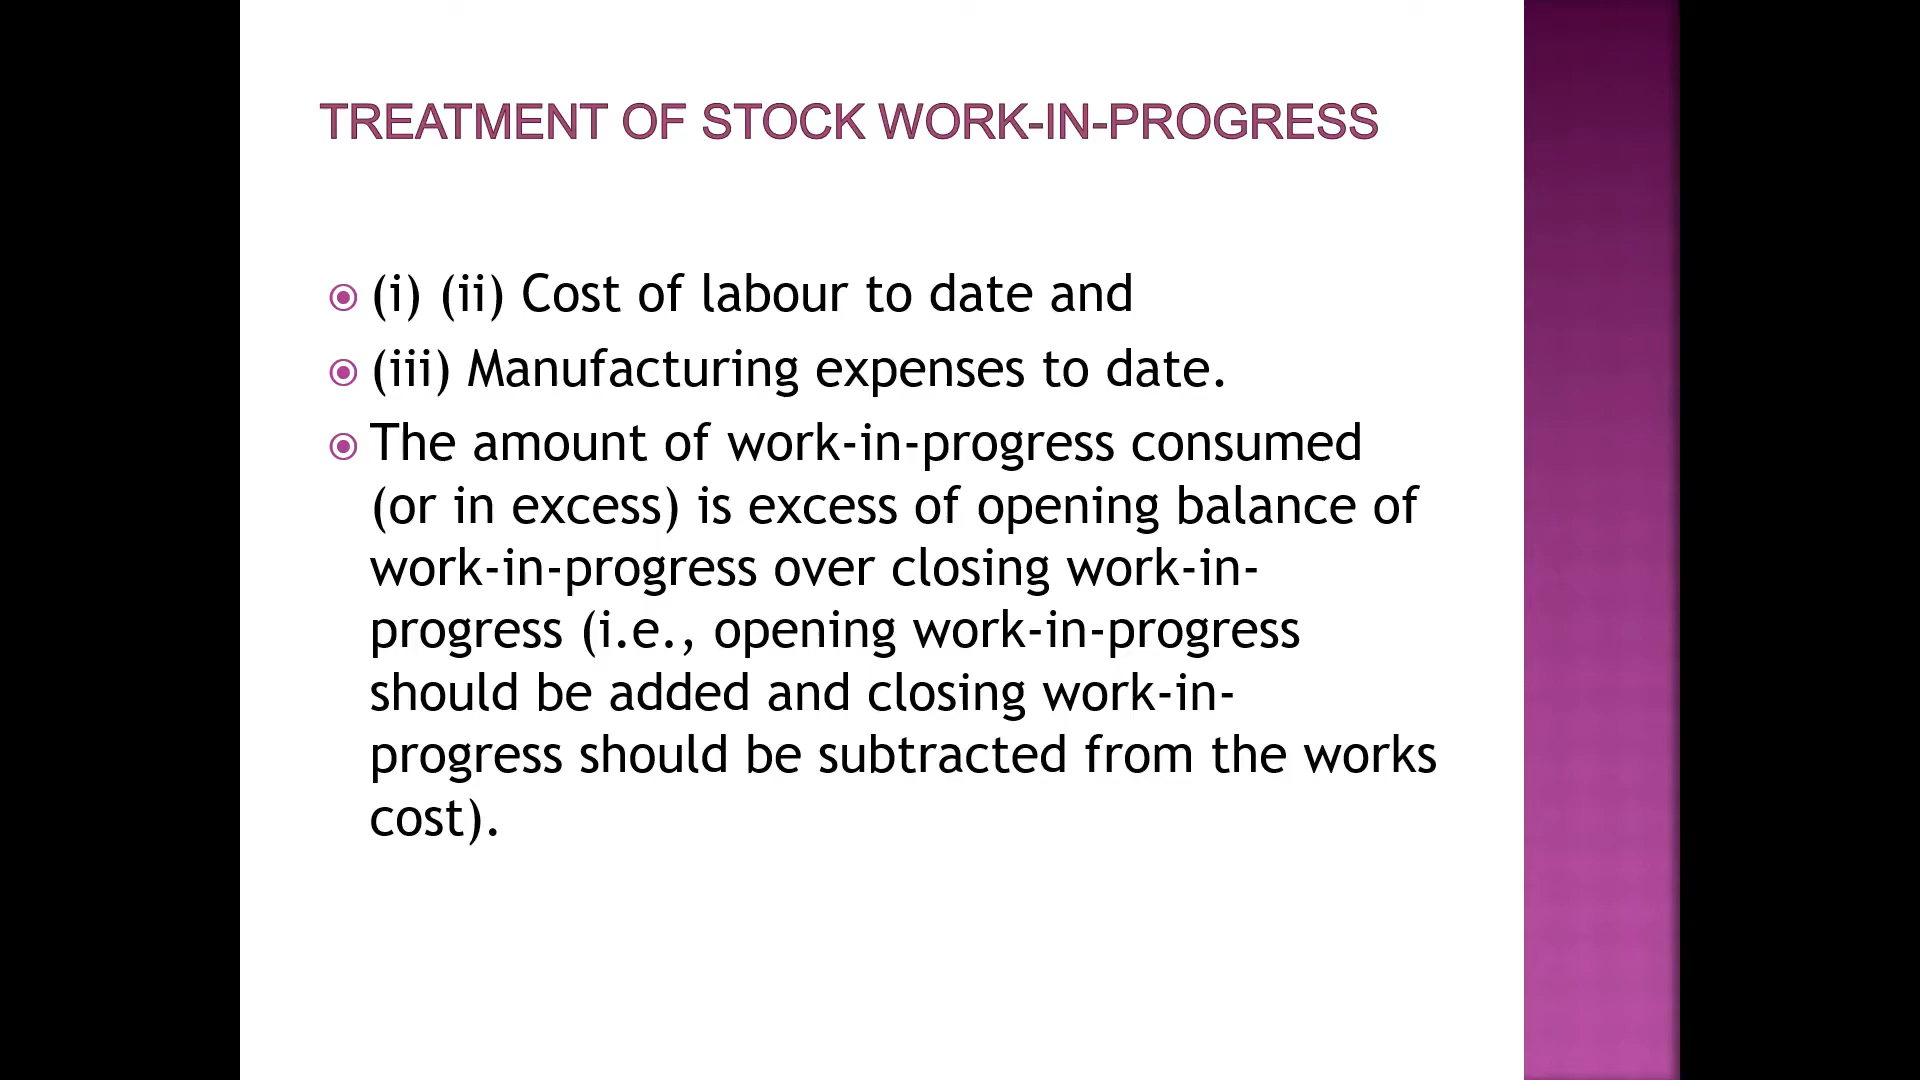 TREATMENT OF STOCK WORK-IN-PROGRESS
(i) (ii) Cost of labour to date and
(iii) Manufacturing expenses to date.
The amount of work-in-progress consumed
(or in excess) is excess of opening balance of
work-in-progress over closing work-in-
progress (i.e., opening work-in-progress
should be added and closing work-in-
progress should be subtracted from the works
cost).